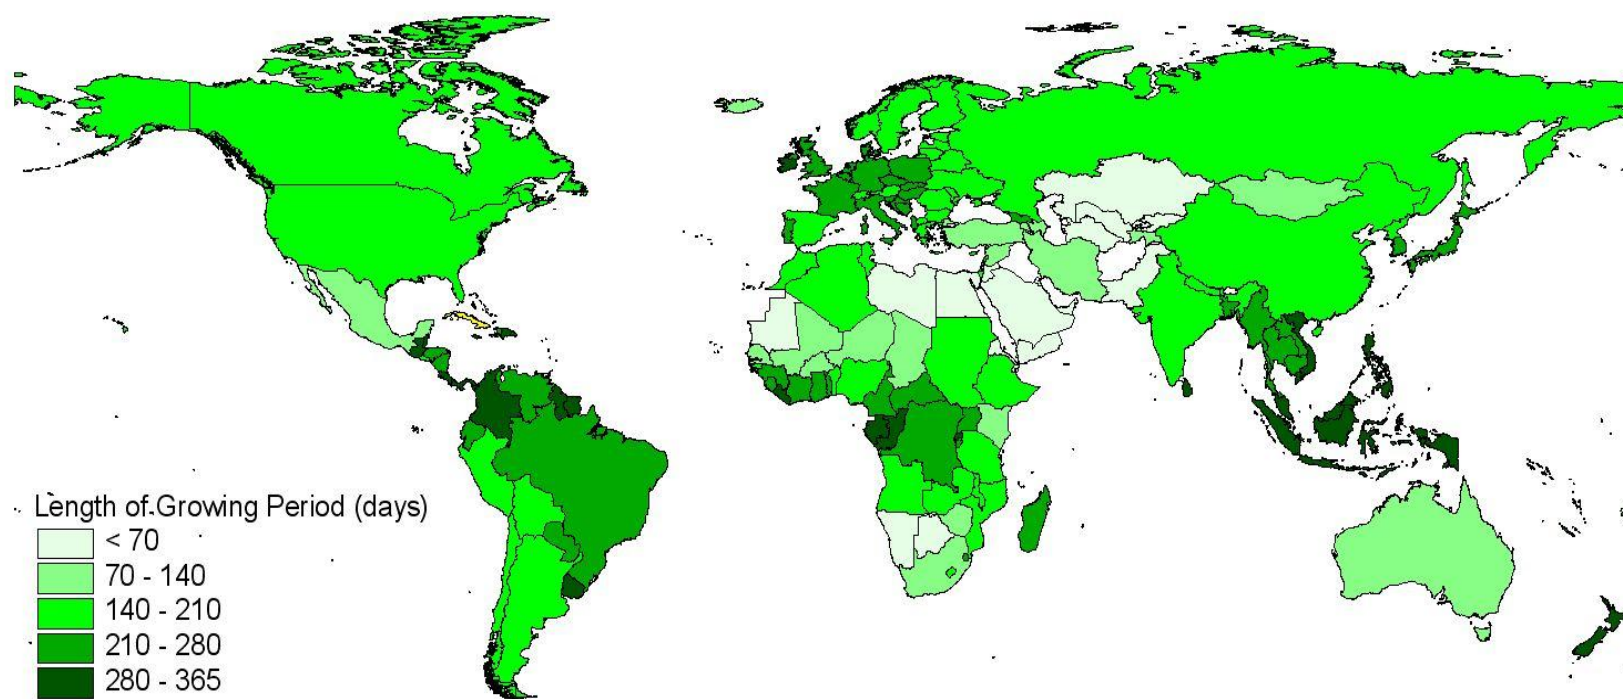 Length of Growing Period (days)
< 70
70 - 140
140 - 210
210 - 280
280 - 365